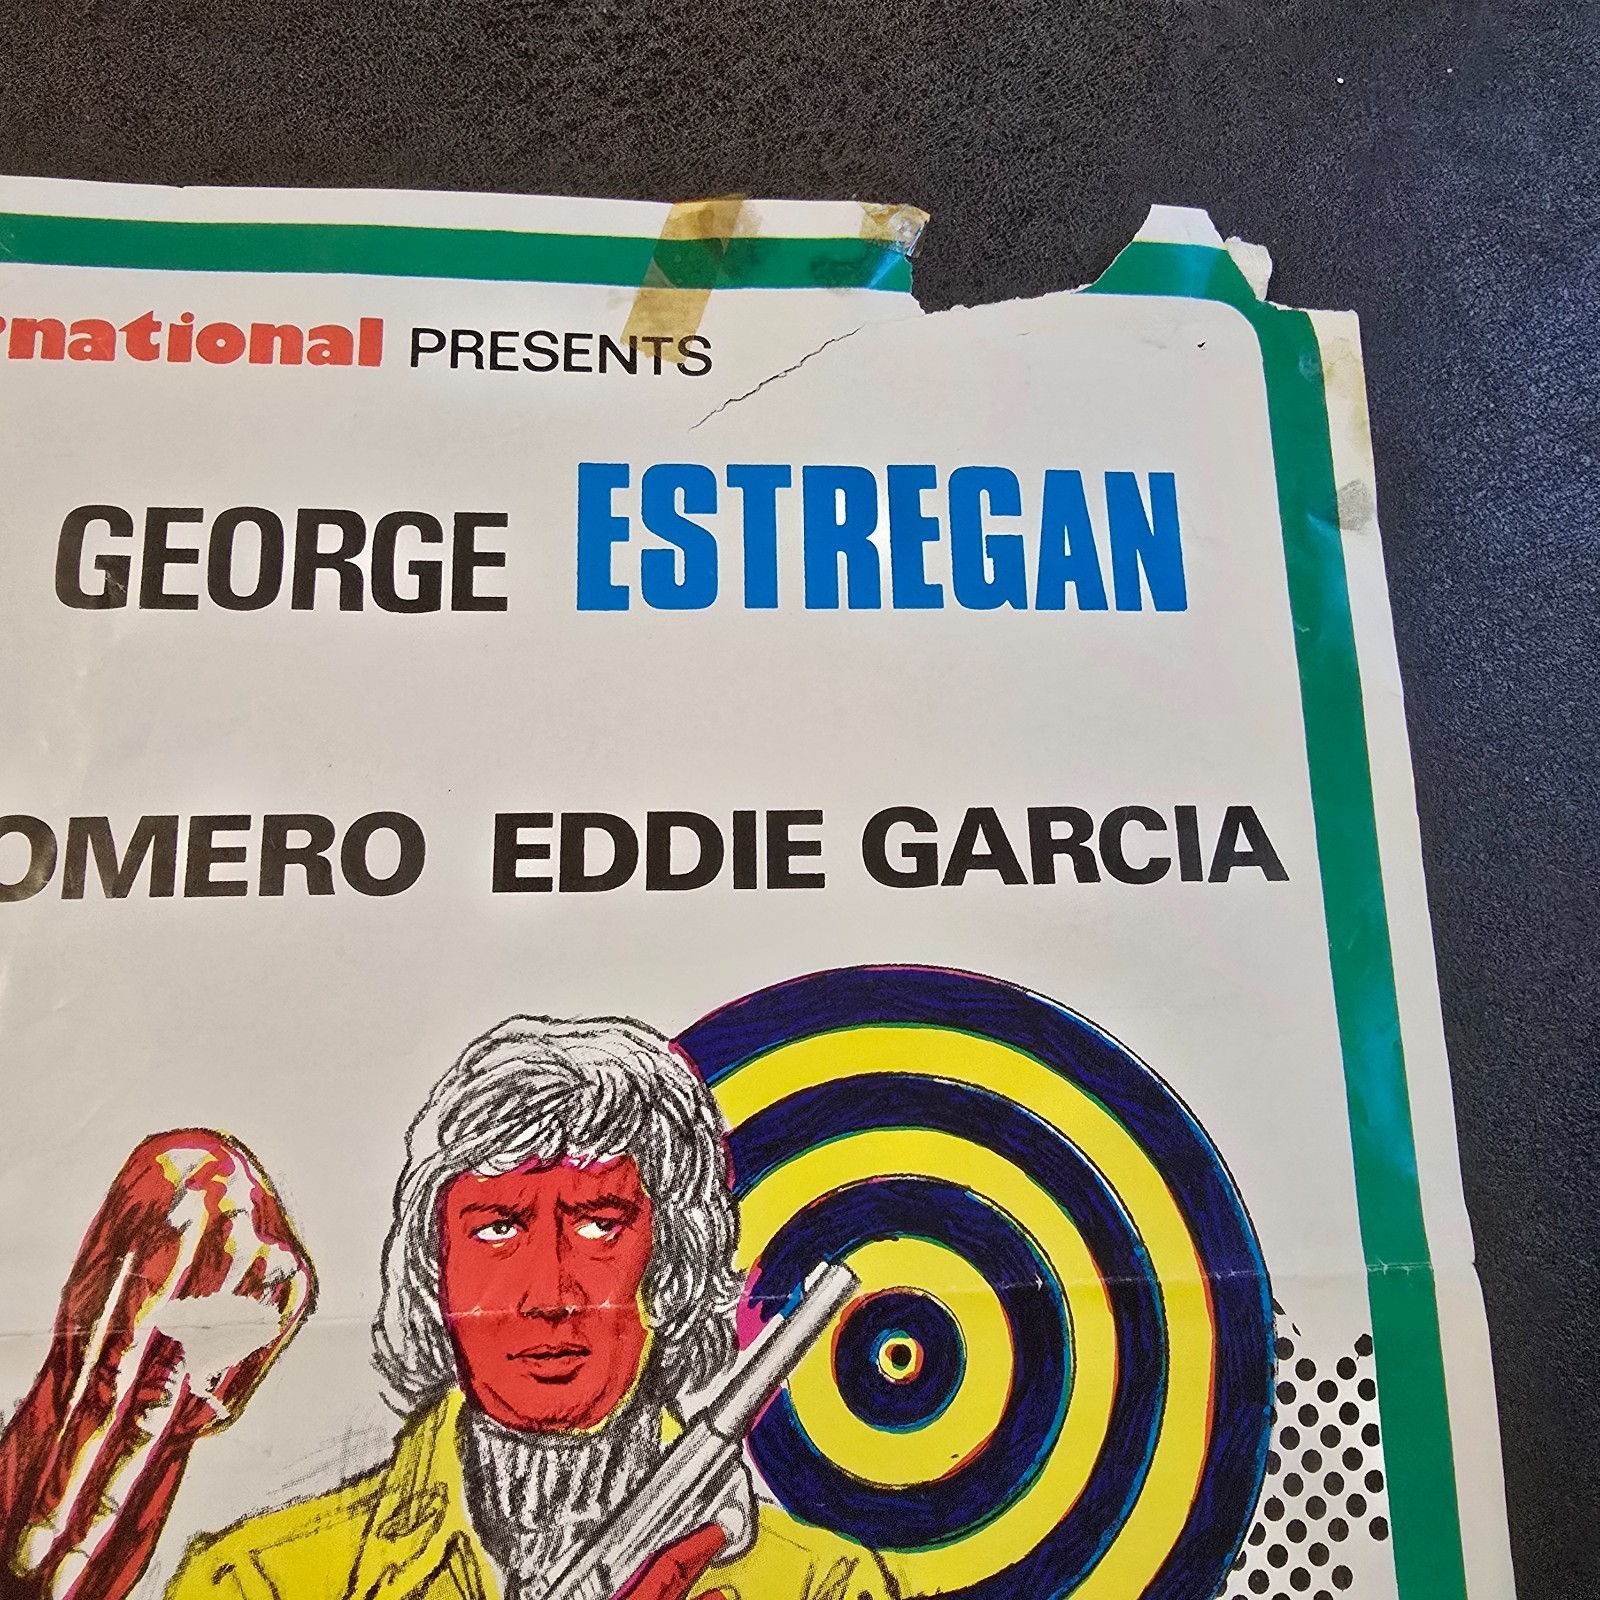 rnational PRESENTS
GEORGE ESTREGAN
OMERO EDDIE GARCIA